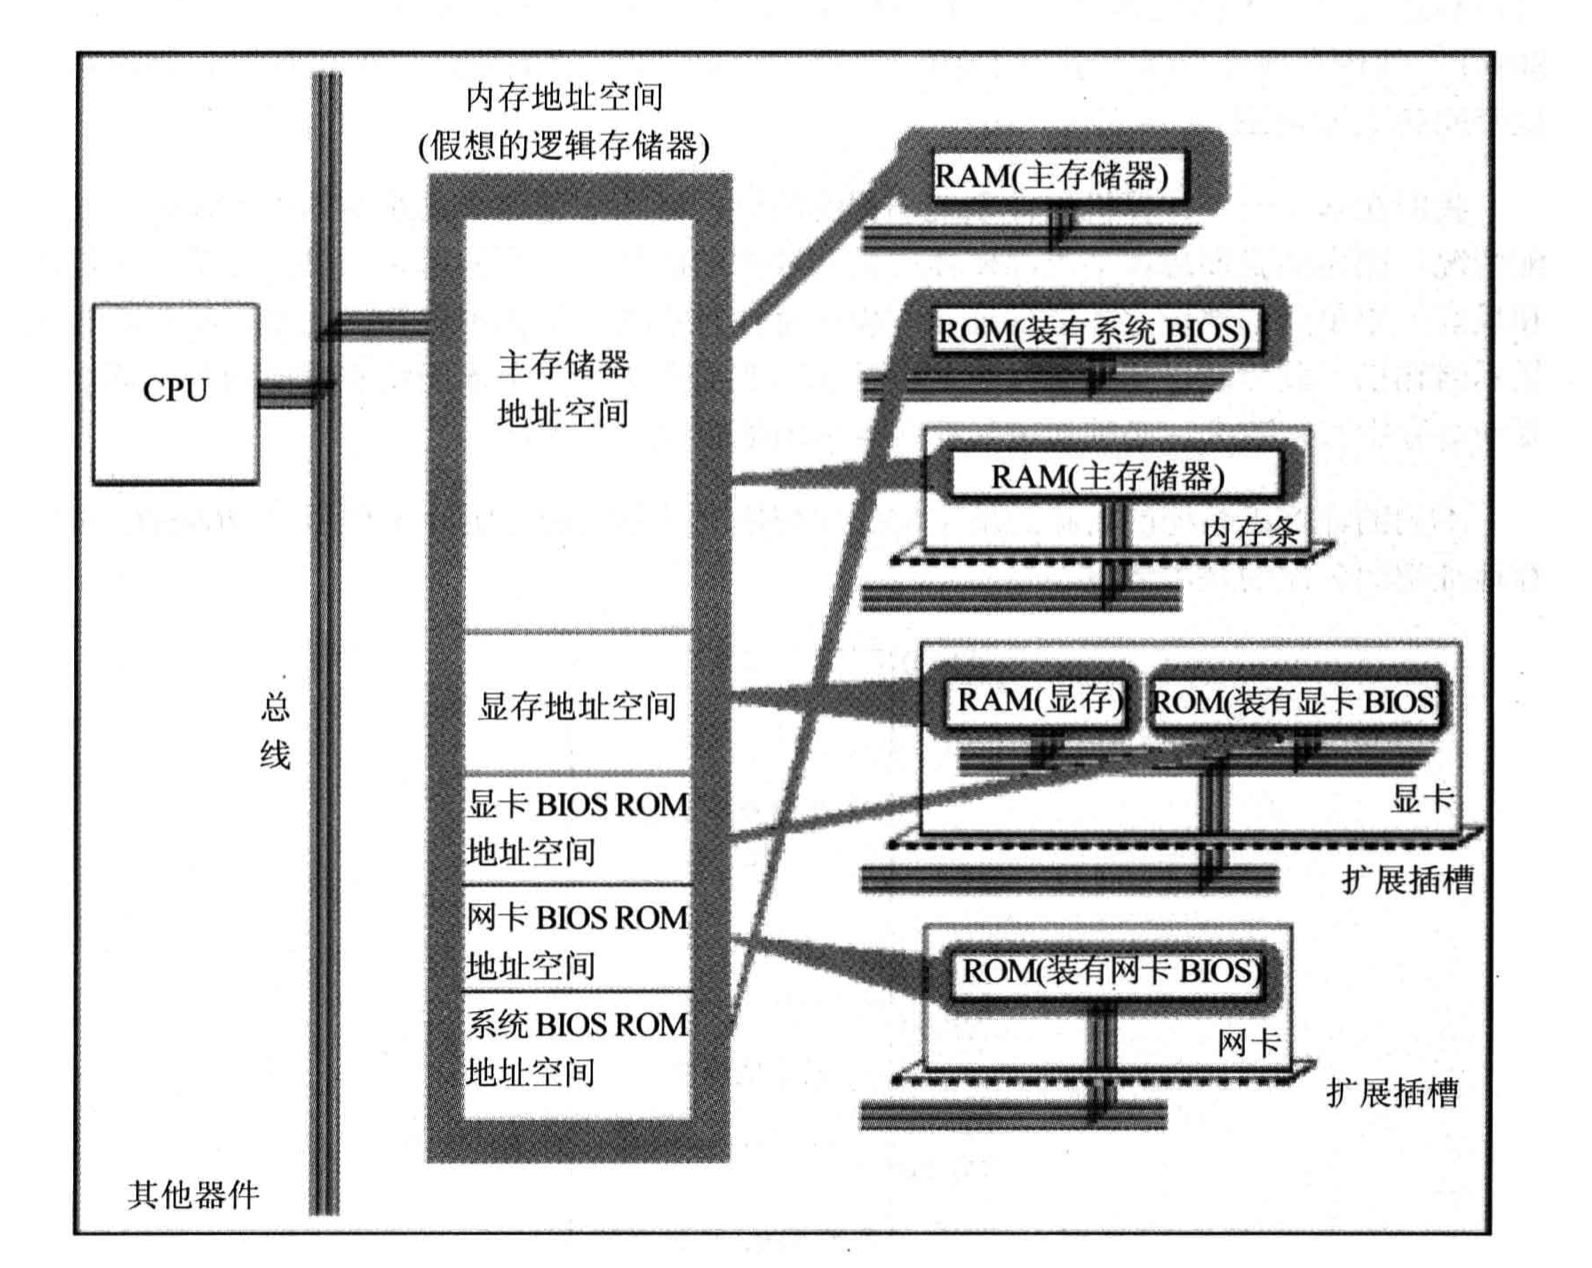 内存地址空间
(假想的逻辑存储器)
CPU
总
线
其他器件
主存储器
地址空间
显存地址空间
显卡 BIOS ROM
地址空间
网卡 BIOS ROM
地址空间
系统 BIOS ROM
地址空间
RAM(主存储器)
ROM(装有系统 BIOS)
RAM(主存储器)
内存条
RAM(显存)
ROM(装有显卡 BIOS)
显卡
扩展插槽
ROM(装有网卡 BIOS)
网卡
扩展插槽